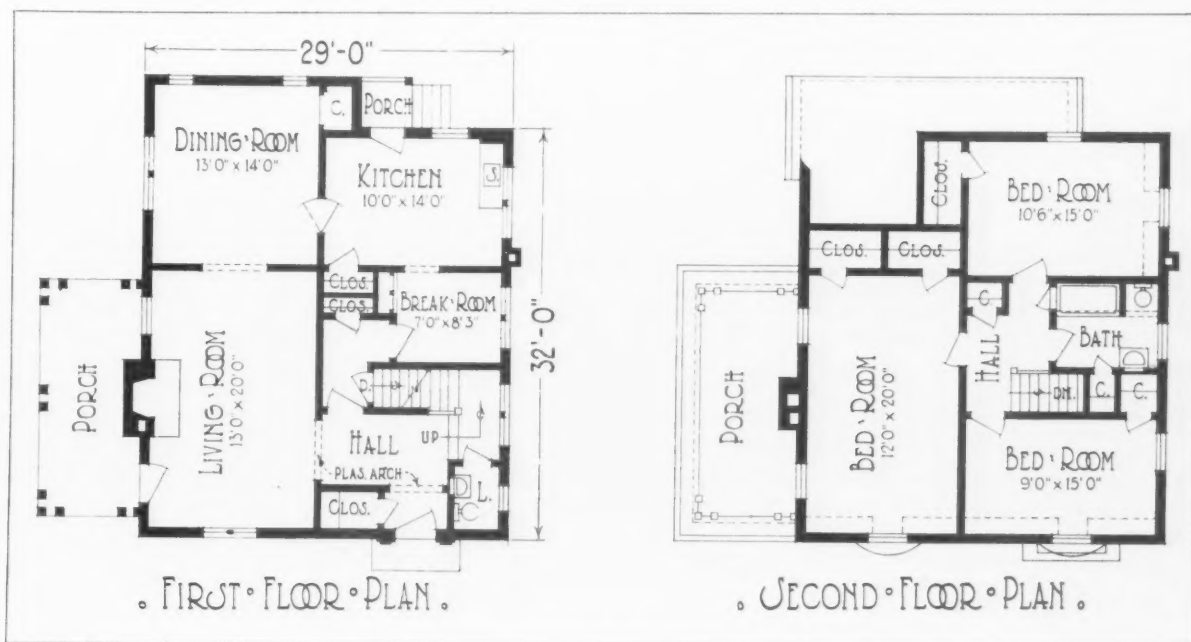 29'-0"
DINING·ROOM
13'0" x 14'0"
C.
PORCH
KITCHEN
10'0" x 14'0"
S.
CLOS.
CLOS.
BREAK·ROOM
7'0" x 8'3"
32'-0"
PORCH
LIVING·ROOM
13'0" x 20'0"
D.
UP
HALL
PLAS. ARCH
CLOS.
L.
·FIRST·FLOOR·PLAN·
CLOS.
BED·ROOM
10'6" x 15'0"
CLOS.
CLOS.
C.
BATH
HALL
PORCH
BED·ROOM
12'0" x 20'0"
DN.
C.
C.
BED·ROOM
9'0" x 15'0"
·SECOND·FLOOR·PLAN·